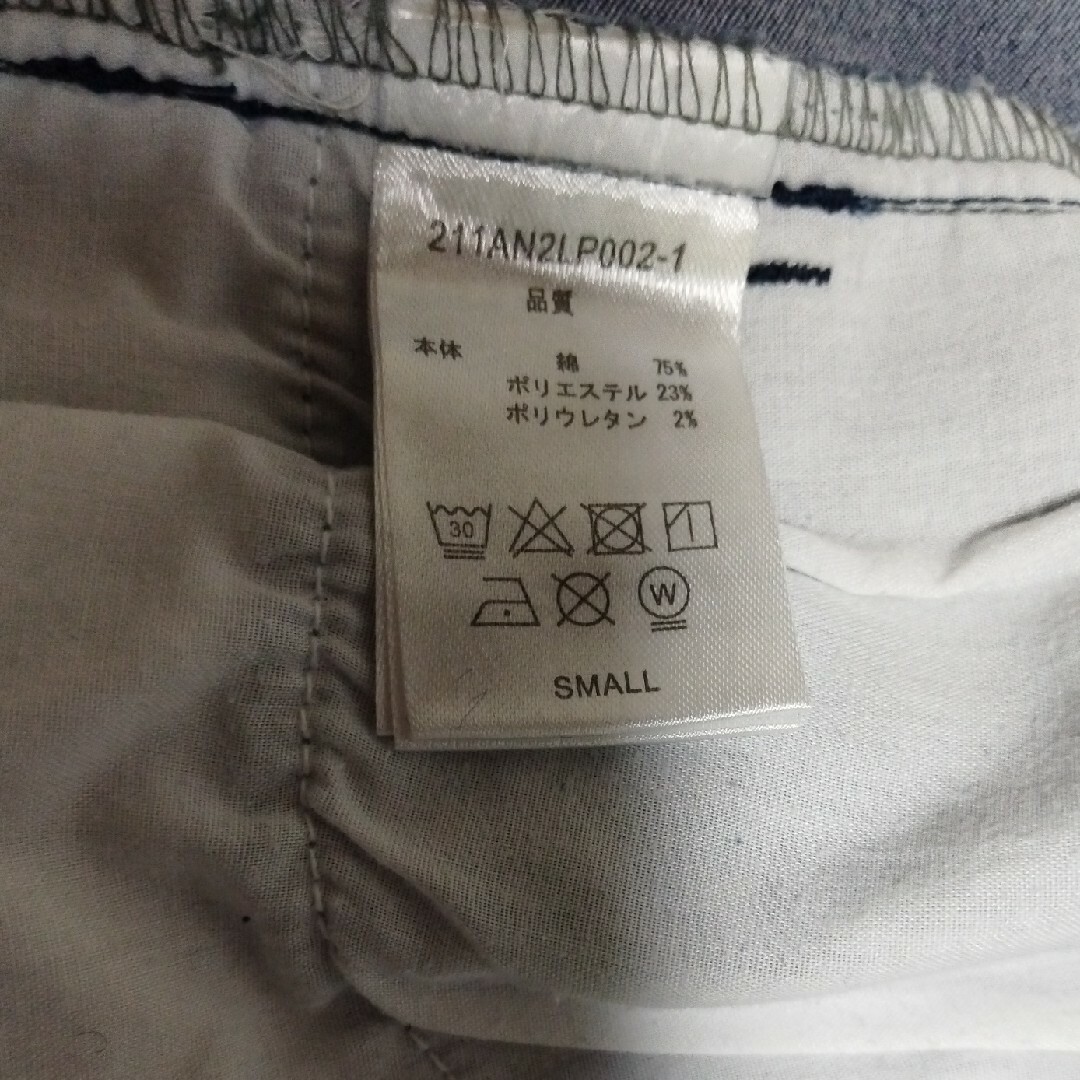 211AN2LP002-1
品質
本体 綿 75%
ポリエステル 23%
ポリウレタン 2%
30
W
SMALL